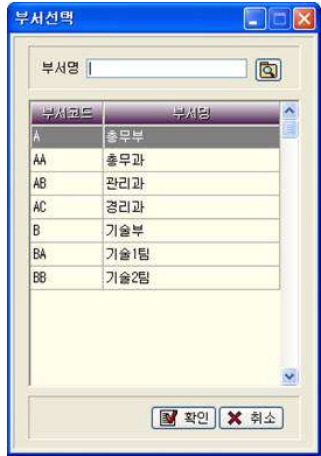 부서선택
부서명
부서코드 부서명
A 총무부
AA 총무과
AB 관리과
AC 경리과
B 기술부
BA 기술1팀
BB 기술2팀
확인 취소